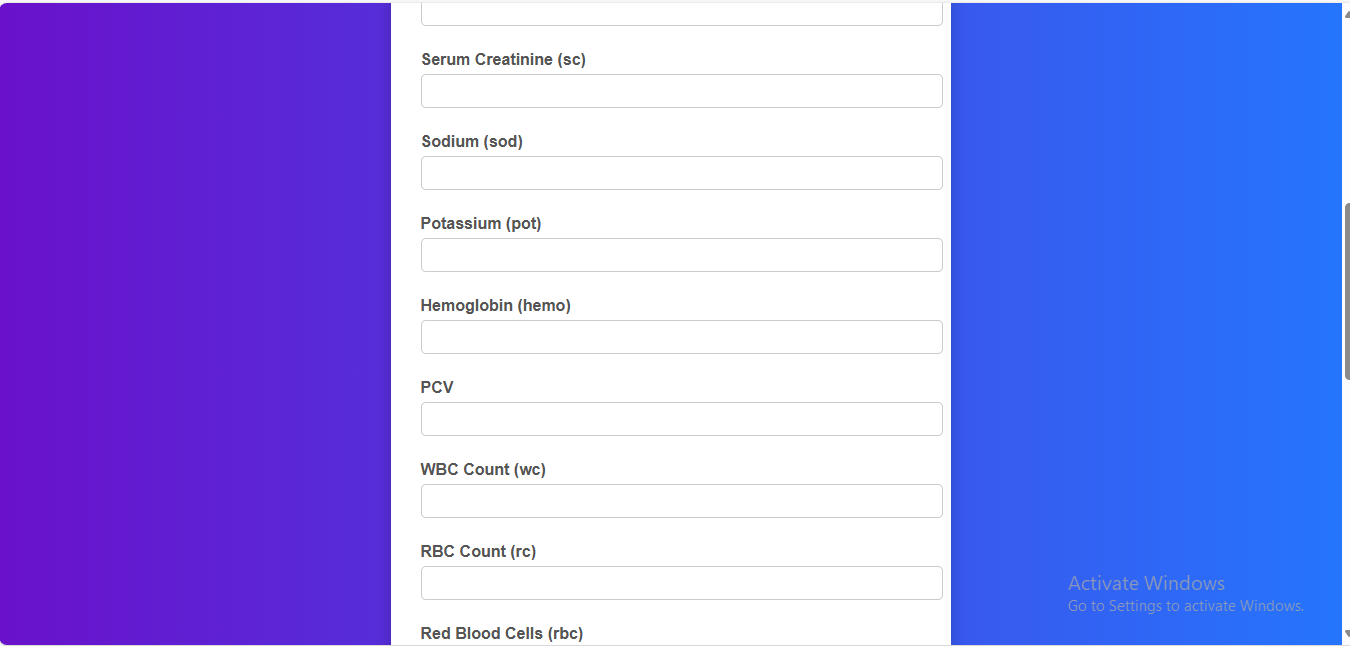 Serum Creatinine (sc)
Sodium (sod)
Potassium (pot)
Hemoglobin (hemo)
PCV
WBC Count (wc)
RBC Count (rc)
Red Blood Cells (rbc)
Activate Windows
Go to Settings to activate Windows.